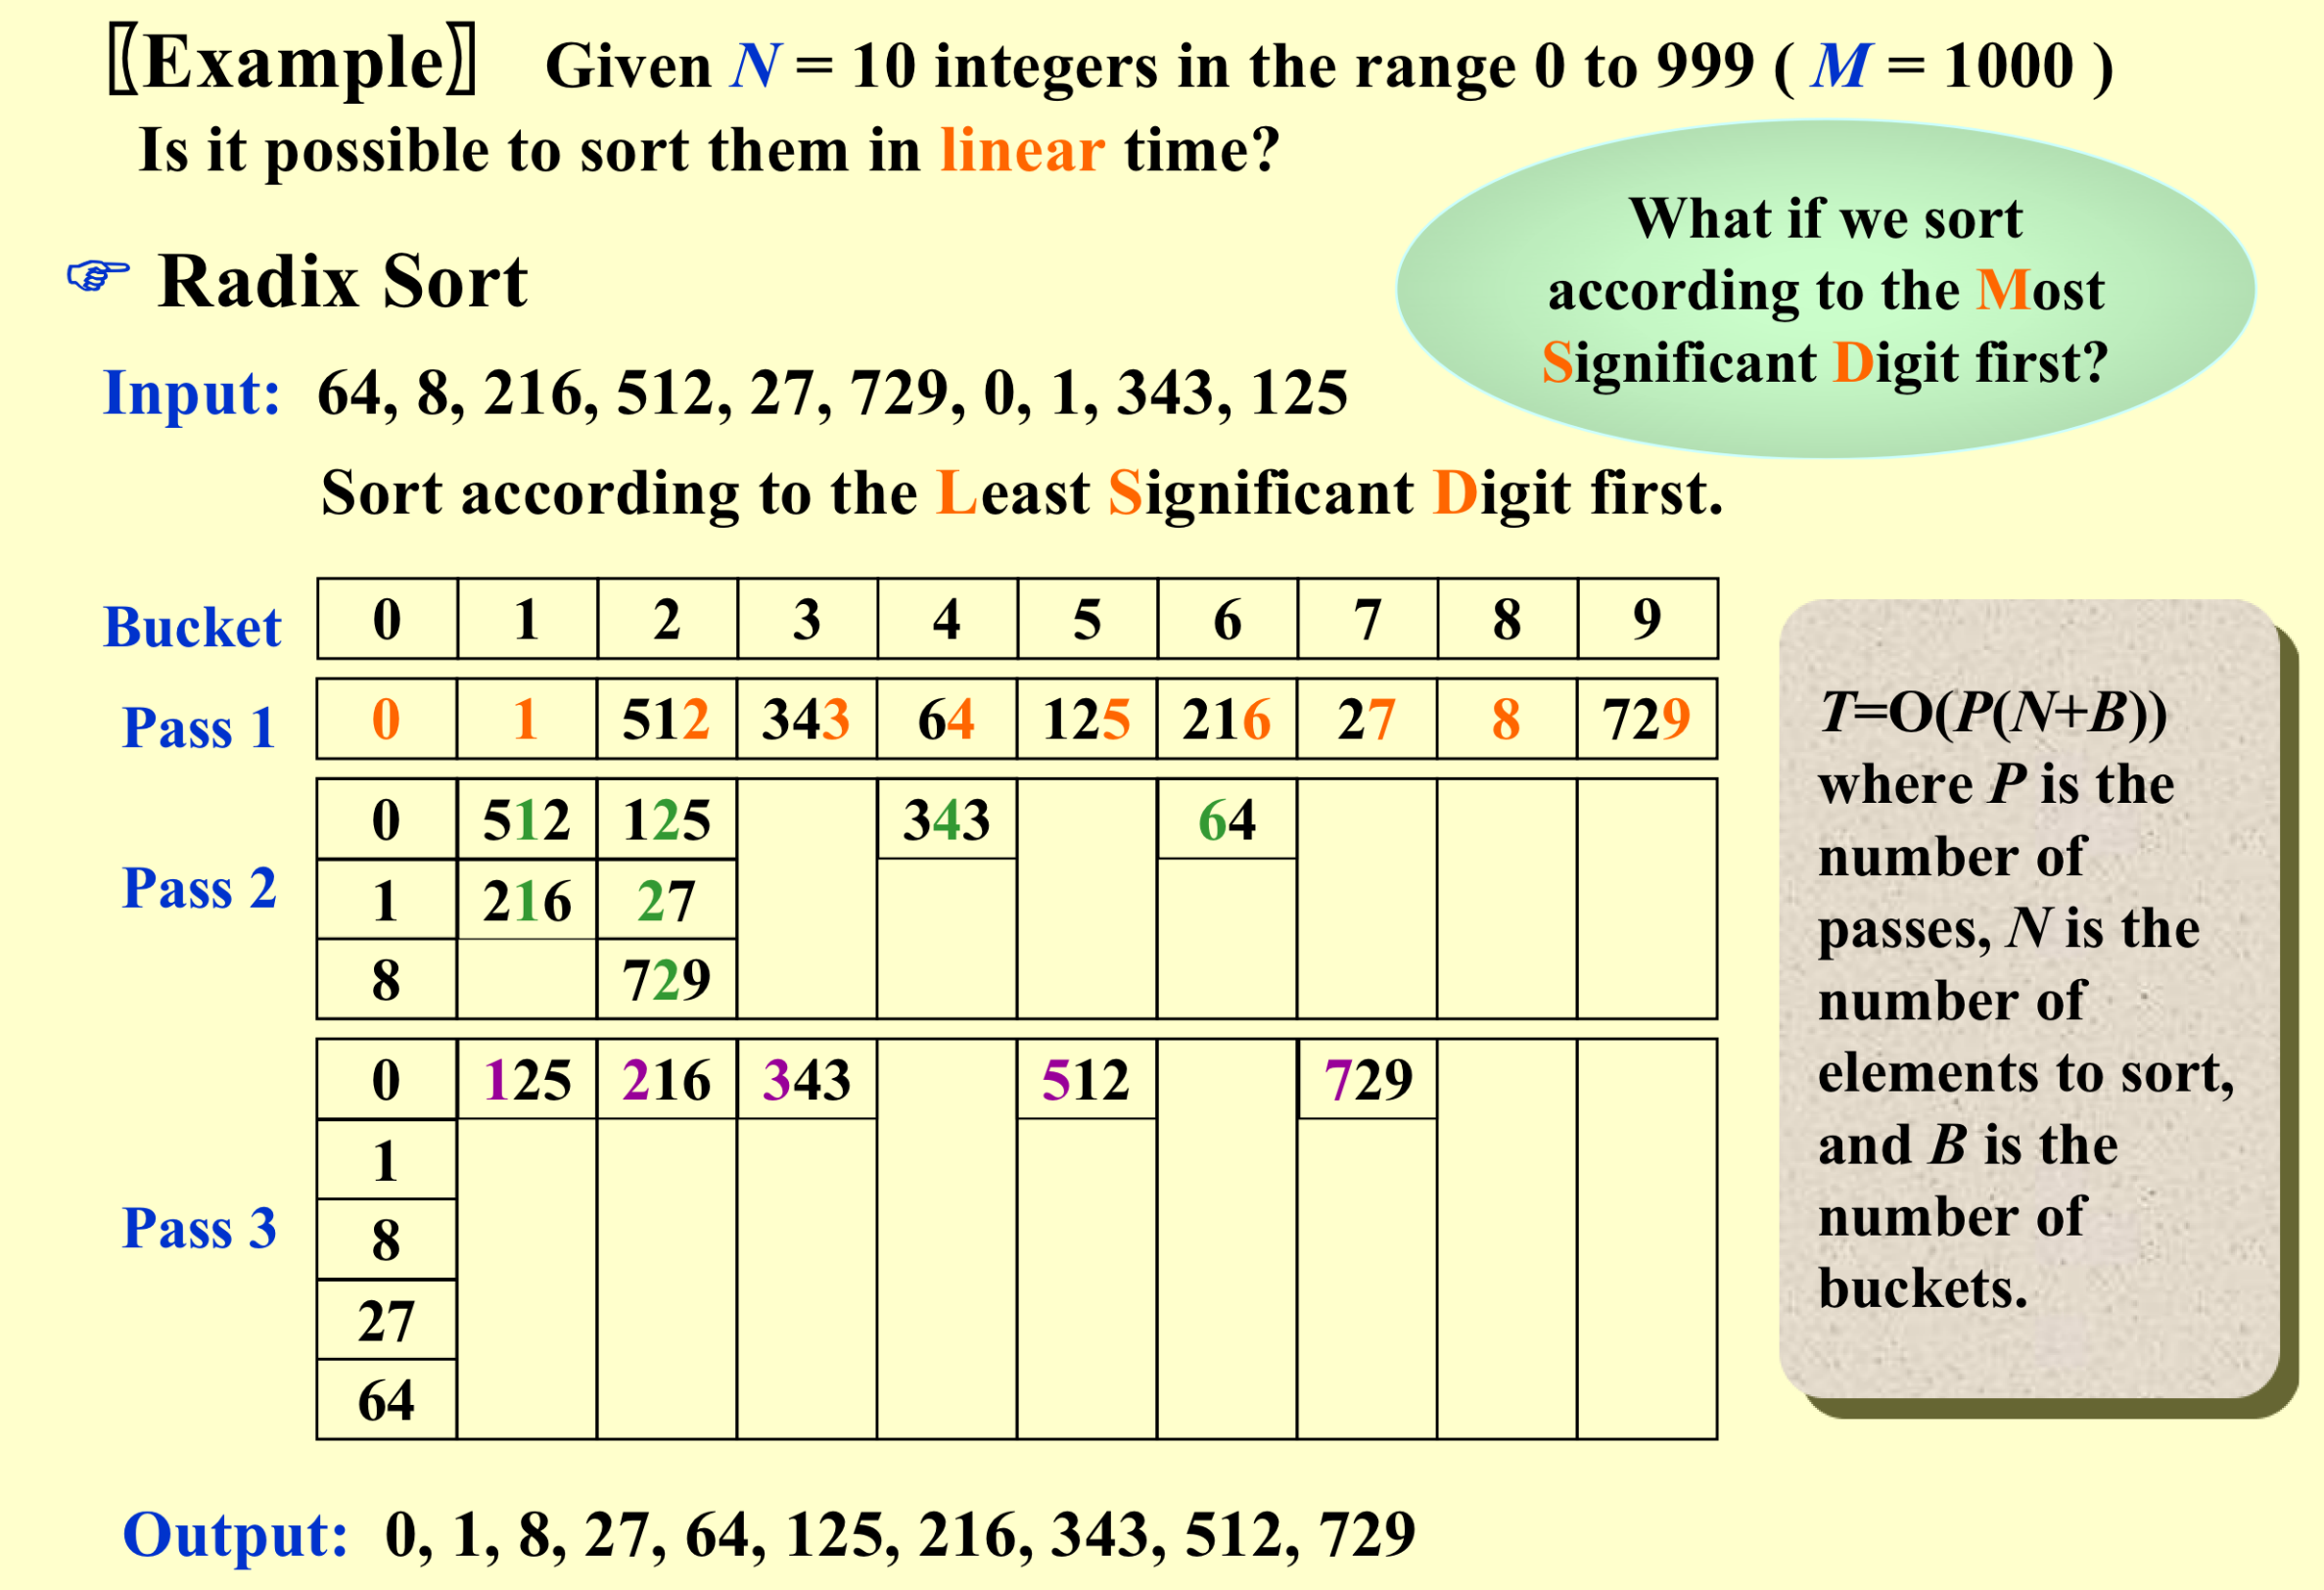 〖Example〗 Given N = 10 integers in the range 0 to 999 ( M = 1000 )
Is it possible to sort them in linear time?
What if we sort
according to the Most
Significant Digit first?
☞ Radix Sort
Input: 64, 8, 216, 512, 27, 729, 0, 1, 343, 125
Sort according to the Least Significant Digit first.
Bucket 0 1 2 3 4 5 6 7 8 9
Pass 1 0 1 512 343 64 125 216 27 8 729
Pass 2
0 512 125 343 64
1 216 27
8 729
Pass 3
0 125 216 343 512 729
1
8
27
64
T=O(P(N+B))
where P is the
number of
passes, N is the
number of
elements to sort,
and B is the
number of
buckets.
Output: 0, 1, 8, 27, 64, 125, 216, 343, 512, 729